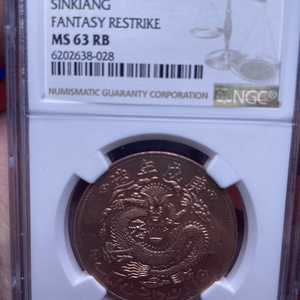 SINKIANG
FANTASY RESTRIKE
MS 63 RB
6202638-028
NUMISMATIC GUARANTY CORPORATION
NGC®